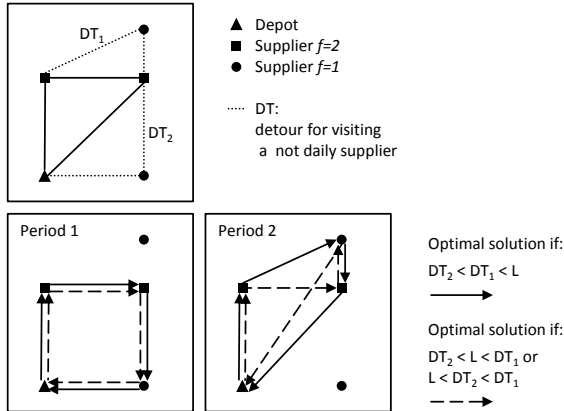 DT1
DT2
Depot
Supplier f=2
Supplier f=1
DT:
detour for visiting
a not daily supplier
Period 1
Period 2
Optimal solution if:
DT2 < DT1 < L
Optimal solution if:
DT2 < L < DT1 or
L < DT2 < DT1